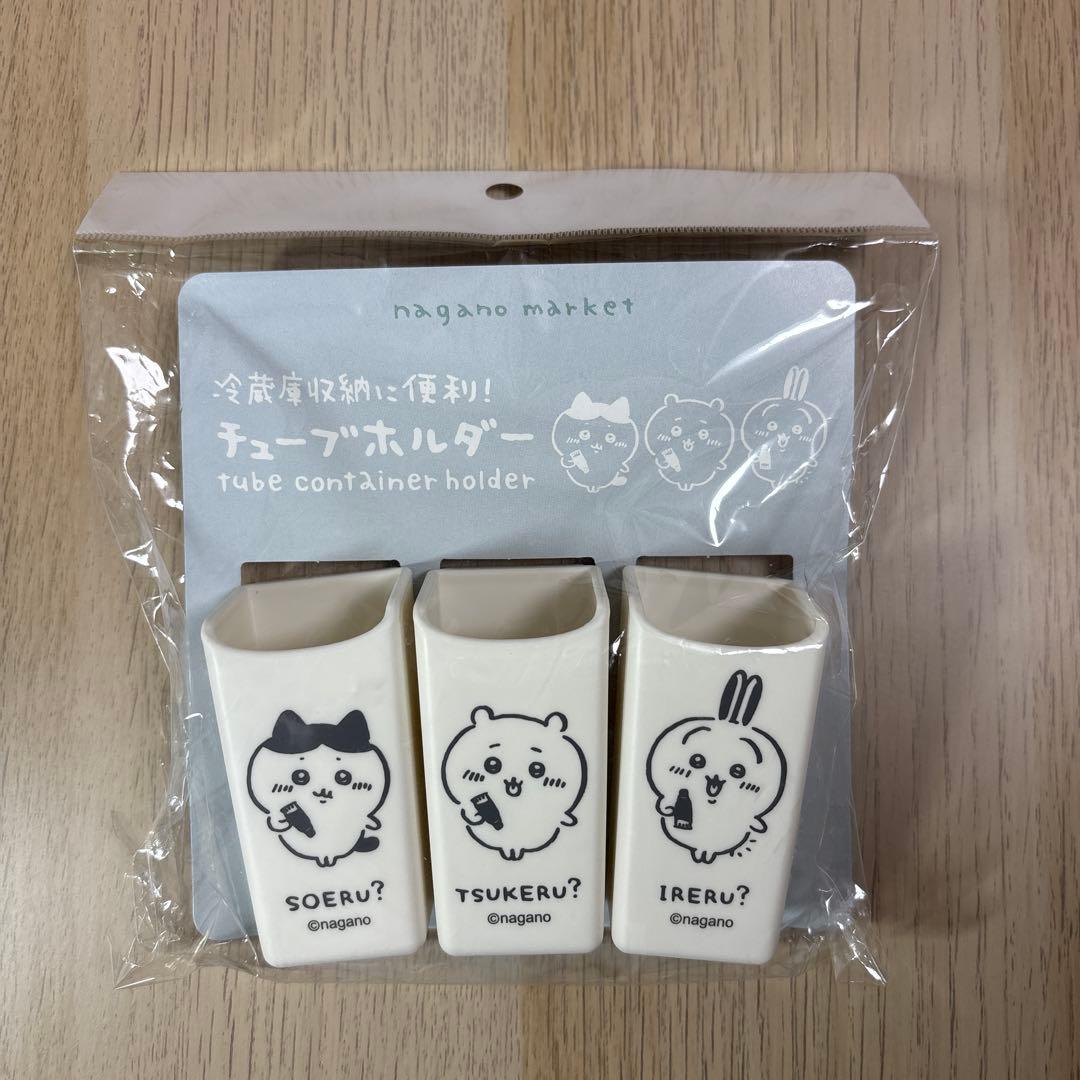 nagano market
冷蔵庫収納に便利!
チューブホルダー
tube container holder
SOERU?
©nagano
TSUKERU?
©nagano
IRERU?
©nagano